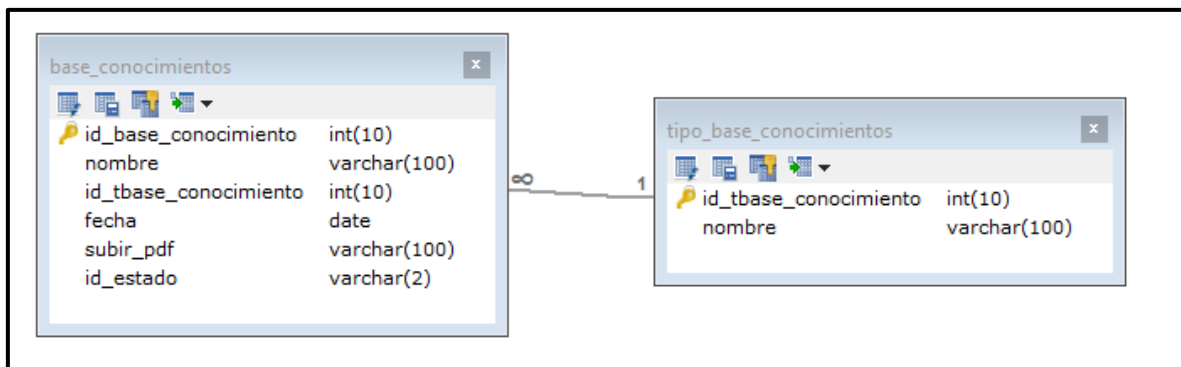 base_conocimientos x
id_base_conocimiento int(10)
nombre varchar(100)
id_tbase_conocimiento int(10)
fecha date
subir_pdf varchar(100)
id_estado varchar(2)
∞ 1
tipo_base_conocimientos x
id_tbase_conocimiento int(10)
nombre varchar(100)